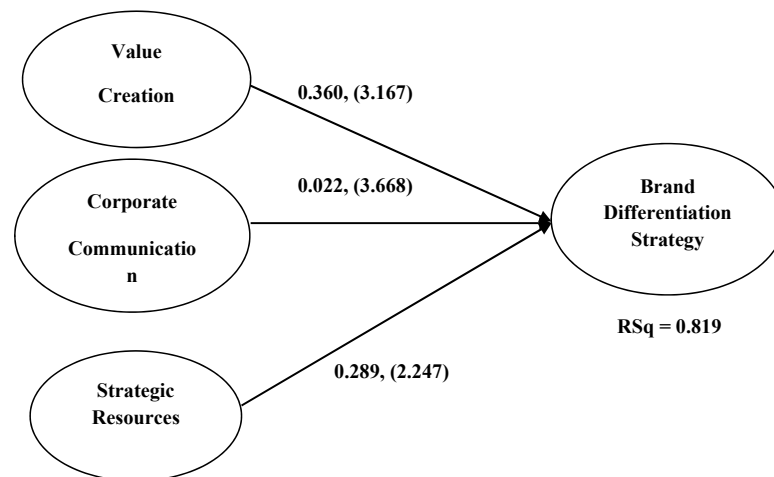 Value
Creation
0.360, (3.167)
0.022, (3.668)
Corporate
Communicatio
n
Brand
Differentiation
Strategy
RSq = 0.819
0.289, (2.247)
Strategic
Resources